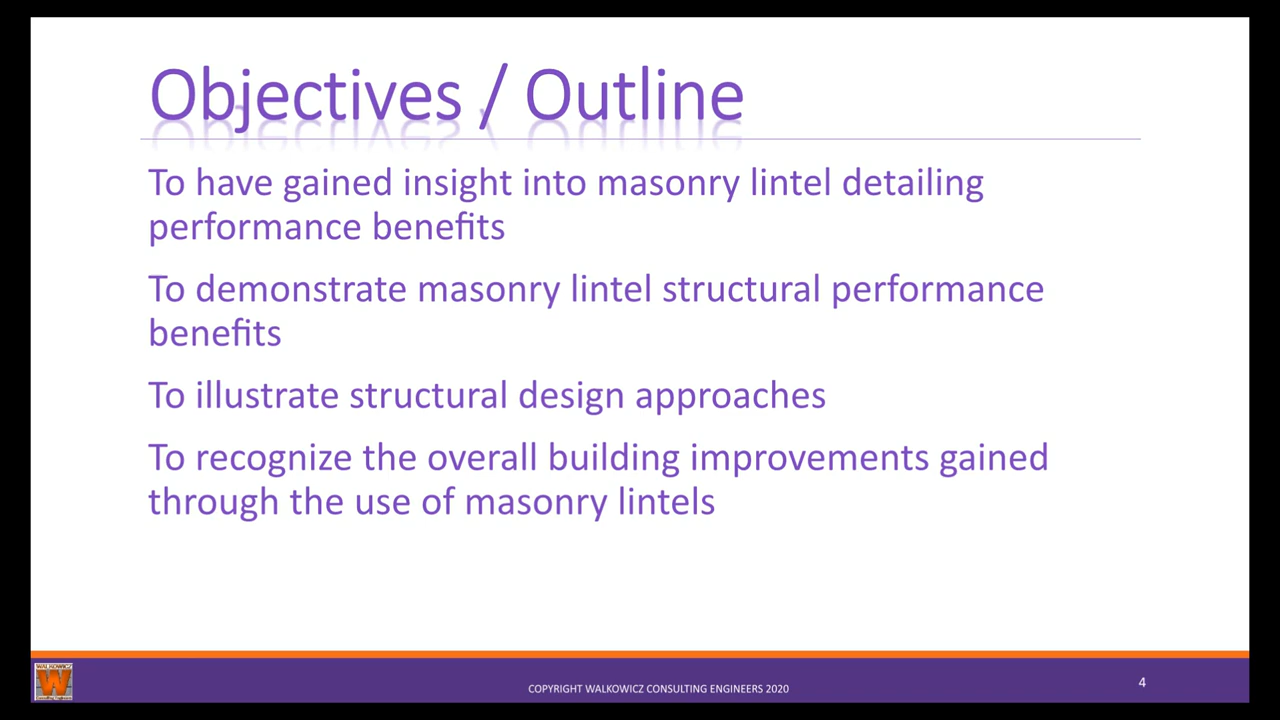 Objectives / Outline
To have gained insight into masonry lintel detailing
performance benefits
To demonstrate masonry lintel structural performance
benefits
To illustrate structural design approaches
To recognize the overall building improvements gained
through the use of masonry lintels
WALKOWICZ
W
COPYRIGHT WALKOWICZ CONSULTING ENGINEERS 2020
4